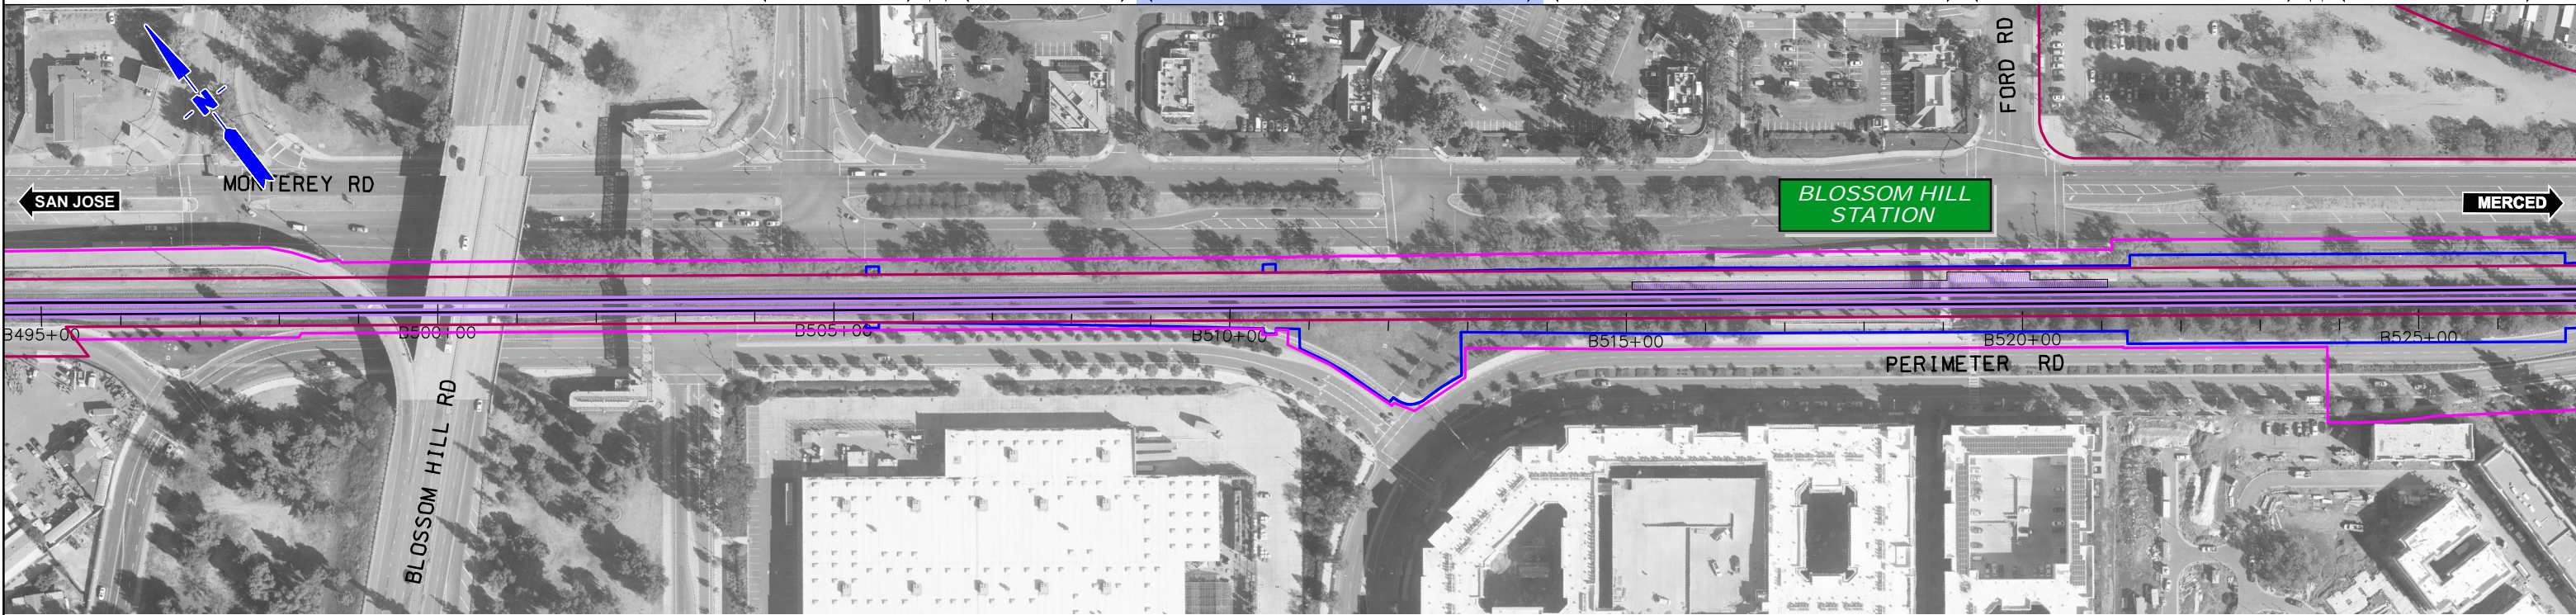 FORD RD
N
MONTEREY RD
SAN JOSE
BLOSSOM HILL
STATION
MERCED
B495+00
B500+00
B505+00
B510+00
B515+00
B520+00
B525+00
PERIMETER RD
BLOSSOM HILL RD